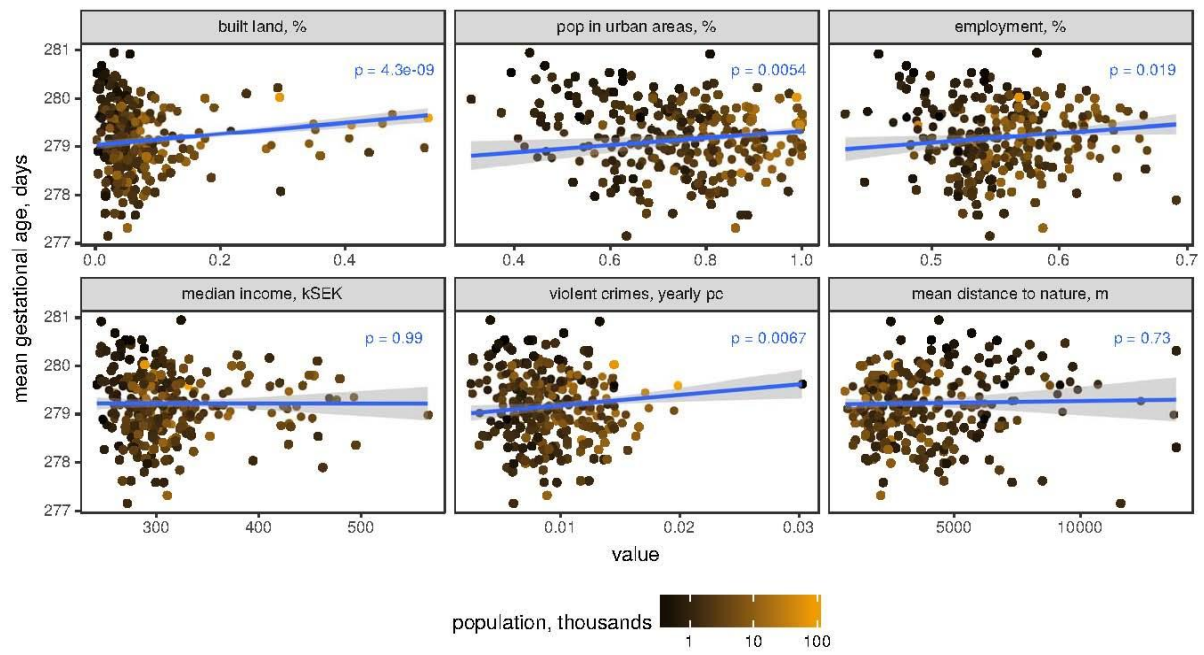 built land, %
pop in urban areas, %
employment, %
281
280
279
278
277
p = 4.3e-09
p = 0.0054
p = 0.019
0.0
0.2
0.4
0.4
0.6
0.8
1.0
0.5
0.6
0.7
mean gestational age, days
median income, kSEK
violent crimes, yearly pc
mean distance to nature, m
281
280
279
278
277
p = 0.99
p = 0.0067
p = 0.73
300
400
500
0.01
0.02
0.03
5000
10000
value
population, thousands
1
10
100